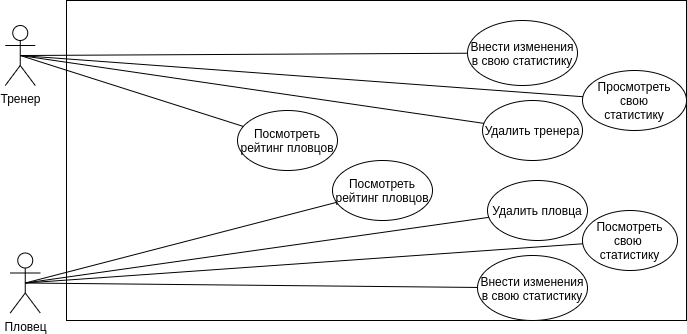 Внести изменения
в свою статистику
Тренер
Просмотреть
свою
статистику
Удалить тренера
Посмотреть
рейтинг пловцов
Посмотреть
рейтинг пловцов
Удалить пловца
Посмотреть
свою
статистику
Внести изменения
в свою статистику
Пловец